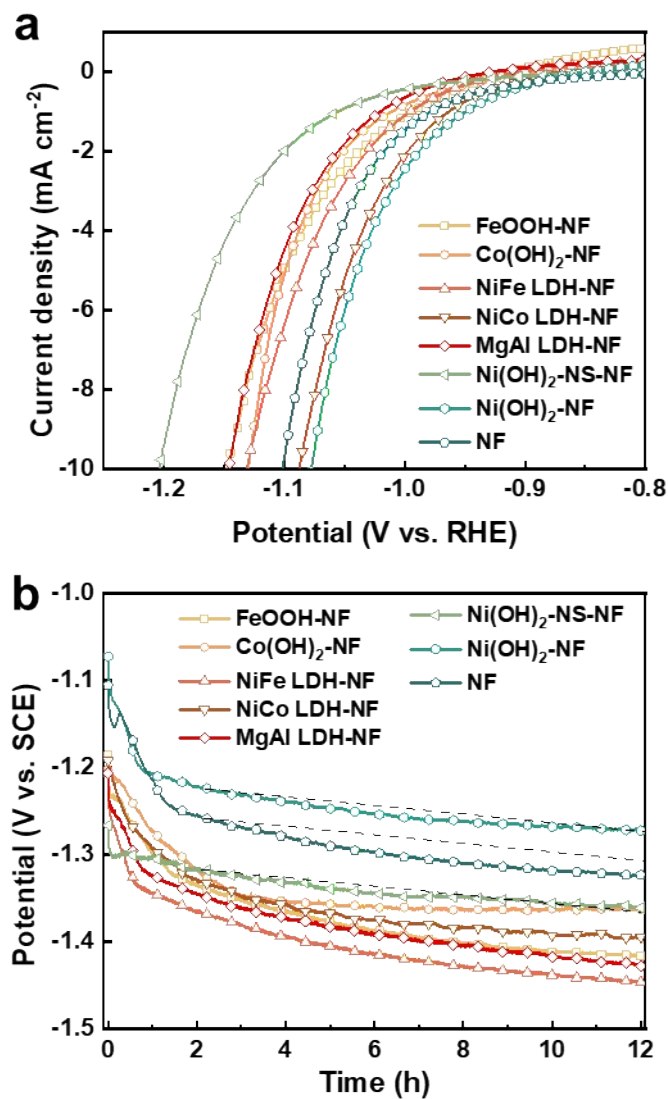 a
0
-2
-4
-6
-8
-10
Current density (mA cm⁻²)
FeOOH-NF
Co(OH)₂-NF
NiFe LDH-NF
NiCo LDH-NF
MgAl LDH-NF
Ni(OH)₂-NS-NF
Ni(OH)₂-NF
NF
-1.2 -1.1 -1.0 -0.9 -0.8
Potential (V vs. RHE)
b
-1.0
-1.1
-1.2
-1.3
-1.4
-1.5
Potential (V vs. SCE)
FeOOH-NF
Co(OH)₂-NF
NiFe LDH-NF
NiCo LDH-NF
MgAl LDH-NF
Ni(OH)₂-NS-NF
Ni(OH)₂-NF
NF
0 2 4 6 8 10 12
Time (h)